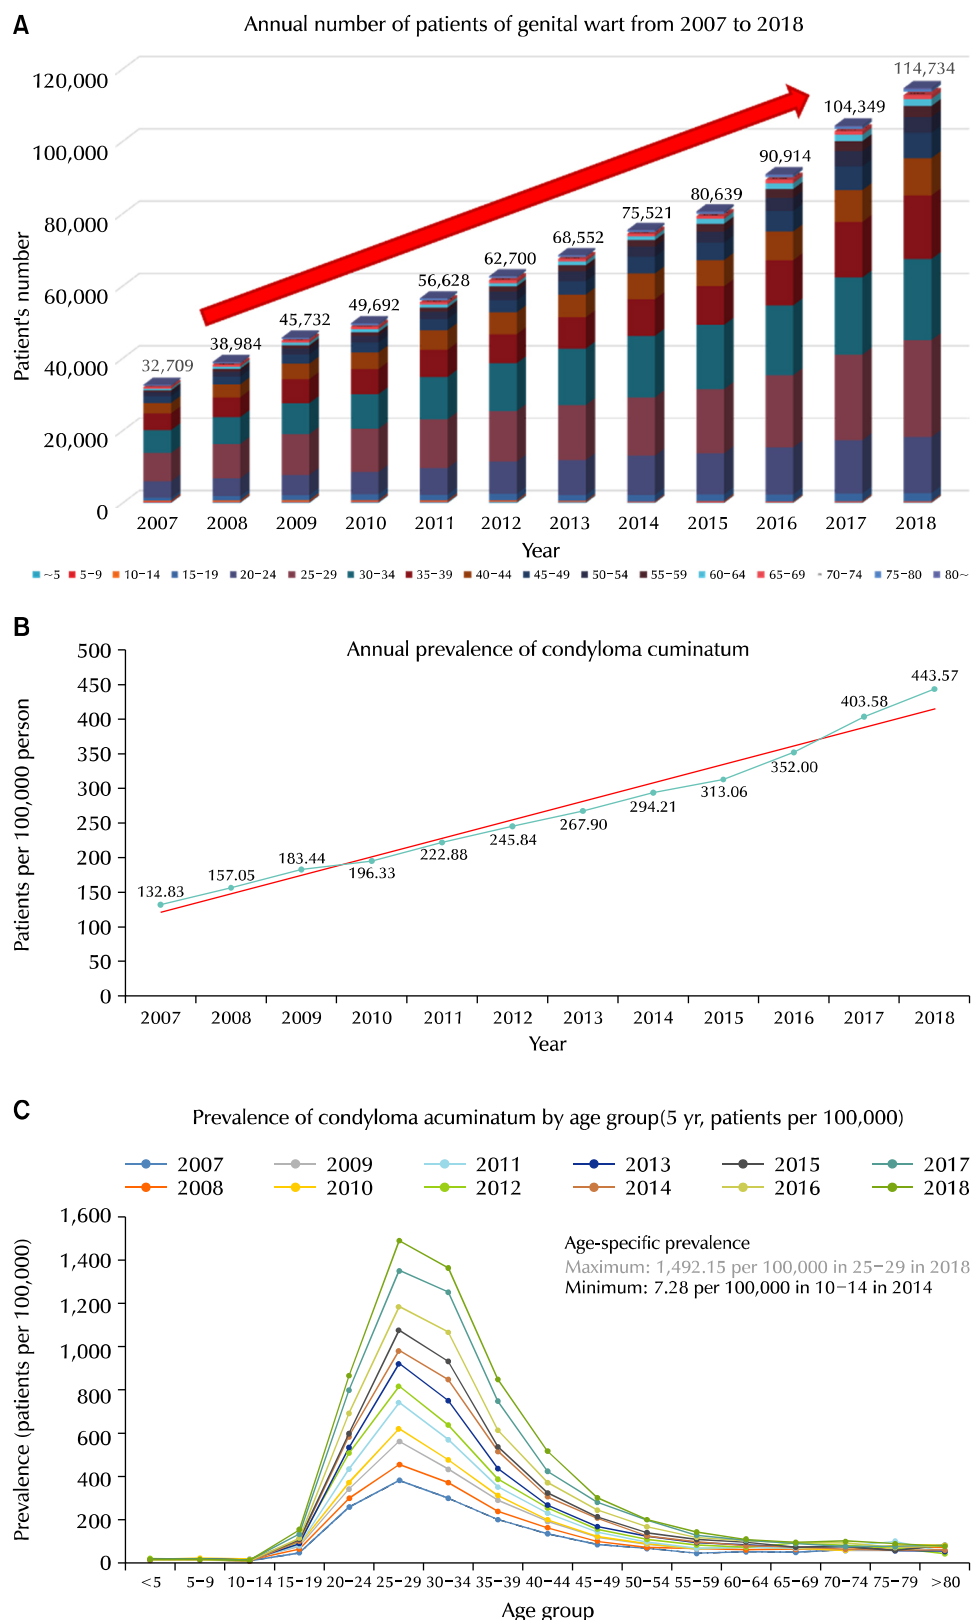 A
Annual number of patients of genital wart from 2007 to 2018
Patient's number
120,000
100,000
80,000
60,000
40,000
20,000
0
32,709
38,984
45,732
49,692
56,628
62,700
68,552
75,521
80,639
90,914
104,349
114,734
2007 2008 2009 2010 2011 2012 2013 2014 2015 2016 2017 2018
Year
~5 5-9 10-14 15-19 20-24 25-29 30-34 35-39 40-44 45-49 50-54 55-59 60-64 65-69 70-74 75-80 80~
B
Annual prevalence of condyloma cuminatum
Patients per 100,000 person
500
450
400
350
300
250
200
150
100
50
0
132.83
157.05
183.44
196.33
222.88
245.84
267.90
294.21
313.06
352.00
403.58
443.57
2007 2008 2009 2010 2011 2012 2013 2014 2015 2016 2017 2018
Year
C
Prevalence of condyloma acuminatum by age group(5 yr, patients per 100,000)
2007 2009 2011 2013 2015 2017
2008 2010 2012 2014 2016 2018
Prevalence (patients per 100,000)
1,600
1,400
1,200
1,000
800
600
400
200
0
Age-specific prevalence
Maximum: 1,492.15 per 100,000 in 25-29 in 2018
Minimum: 7.28 per 100,000 in 10-14 in 2014
<5 5-9 10-14 15-19 20-24 25-29 30-34 35-39 40-44 45-49 50-54 55-59 60-64 65-69 70-74 75-79 >80
Age group